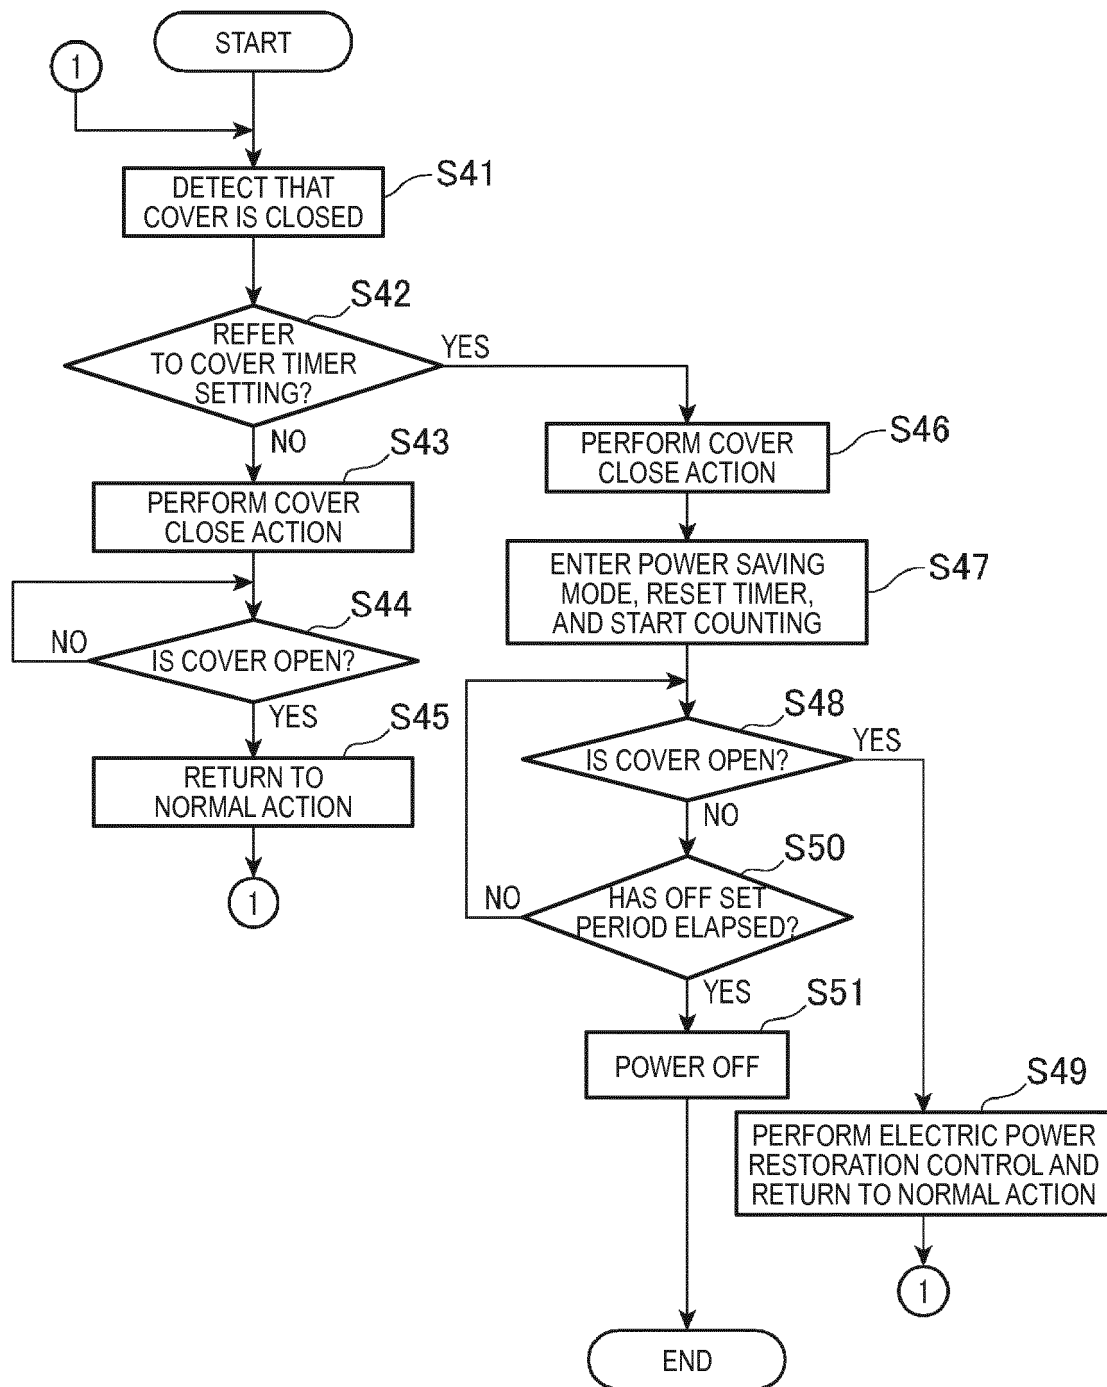 START
1
S41
DETECT THAT
COVER IS CLOSED
S42
REFER
TO COVER TIMER
SETTING?
YES
NO
S43
PERFORM COVER
CLOSE ACTION
S44
NO
IS COVER OPEN?
YES
S45
RETURN TO
NORMAL ACTION
1
S46
PERFORM COVER
CLOSE ACTION
S47
ENTER POWER SAVING
MODE, RESET TIMER,
AND START COUNTING
S48
IS COVER OPEN?
YES
NO
S50
NO
HAS OFF SET
PERIOD ELAPSED?
YES
S51
POWER OFF
S49
PERFORM ELECTRIC POWER
RESTORATION CONTROL AND
RETURN TO NORMAL ACTION
1
END